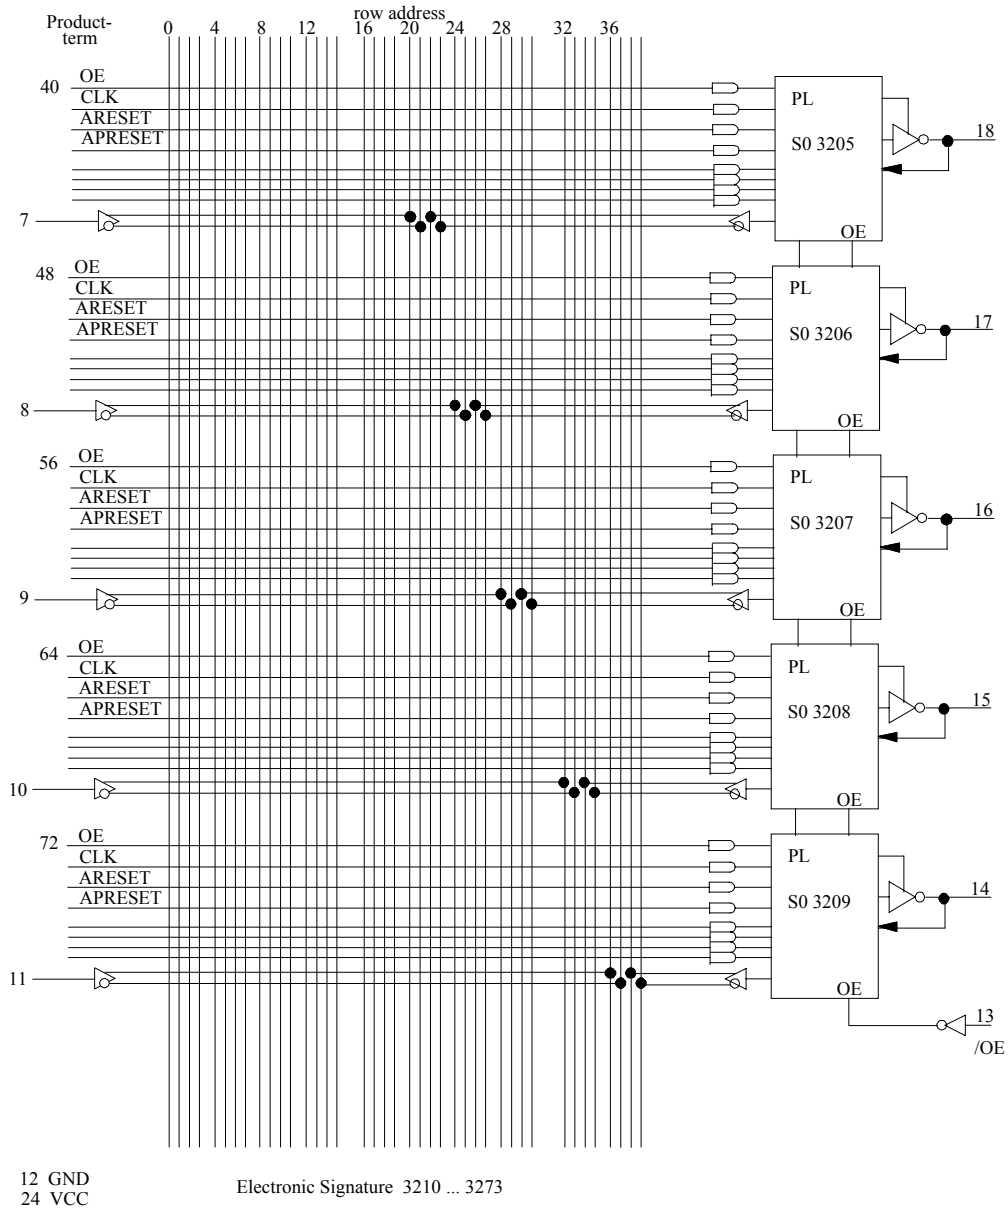 row address
Product-
term
0 4 8 12 16 20 24 28 32 36
40 OE
CLK
ARESET
APRESET
PL
S0 3205
18
7
OE
48 OE
CLK
ARESET
APRESET
PL
S0 3206
17
8
OE
56 OE
CLK
ARESET
APRESET
PL
S0 3207
16
9
OE
64 OE
CLK
ARESET
APRESET
PL
S0 3208
15
10
OE
72 OE
CLK
ARESET
APRESET
PL
S0 3209
14
11
OE
13
/OE
12 GND
24 VCC
Electronic Signature 3210 ... 3273